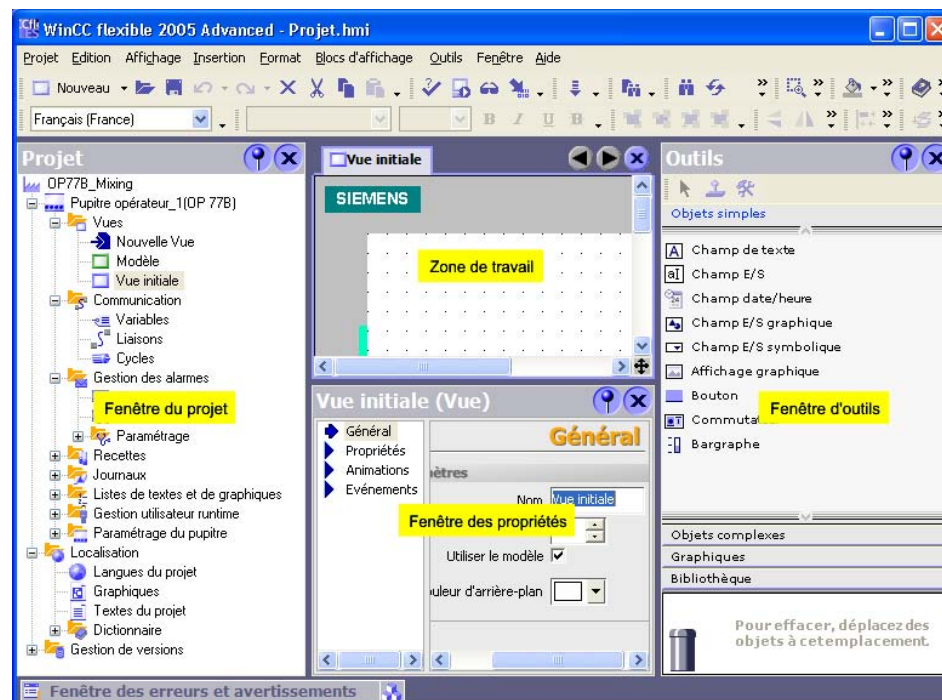 WinCC flexible 2005 Advanced - Projet.hmi
Projet Edition Affichage Insertion Format Blocs d'affichage Outils Fenêtre Aide
Nouveau
Français (France)
B I U
Projet
OP77B_Mixing
Pupitre opérateur_1(OP 77B)
Vues
Nouvelle Vue
Modèle
Vue initiale
Communication
Variables
Liaisons
Cycles
Gestion des alarmes
Fenêtre du projet
Paramétrage
Recettes
Journaux
Listes de textes et de graphiques
Gestion utilisateur runtime
Paramétrage du pupitre
Localisation
Langues du projet
Graphiques
Textes du projet
Dictionnaire
Gestion de versions
Vue initiale
SIEMENS
Zone de travail
Vue initiale (Vue)
Général
Propriétés
Animations
Evénements
Général
Nom Vue initiale
Fenêtre des propriétés
Utiliser le modèle
uleur d'arrière-plan
Outils
Objets simples
Champ de texte
Champ E/S
Champ date/heure
Champ E/S graphique
Champ E/S symbolique
Affichage graphique
Bouton
Fenêtre d'outils
Bargraphe
Objets complexes
Graphiques
Bibliothèque
Pour effacer, déplacez des
objets à cet emplacement.
Fenêtre des erreurs et avertissements